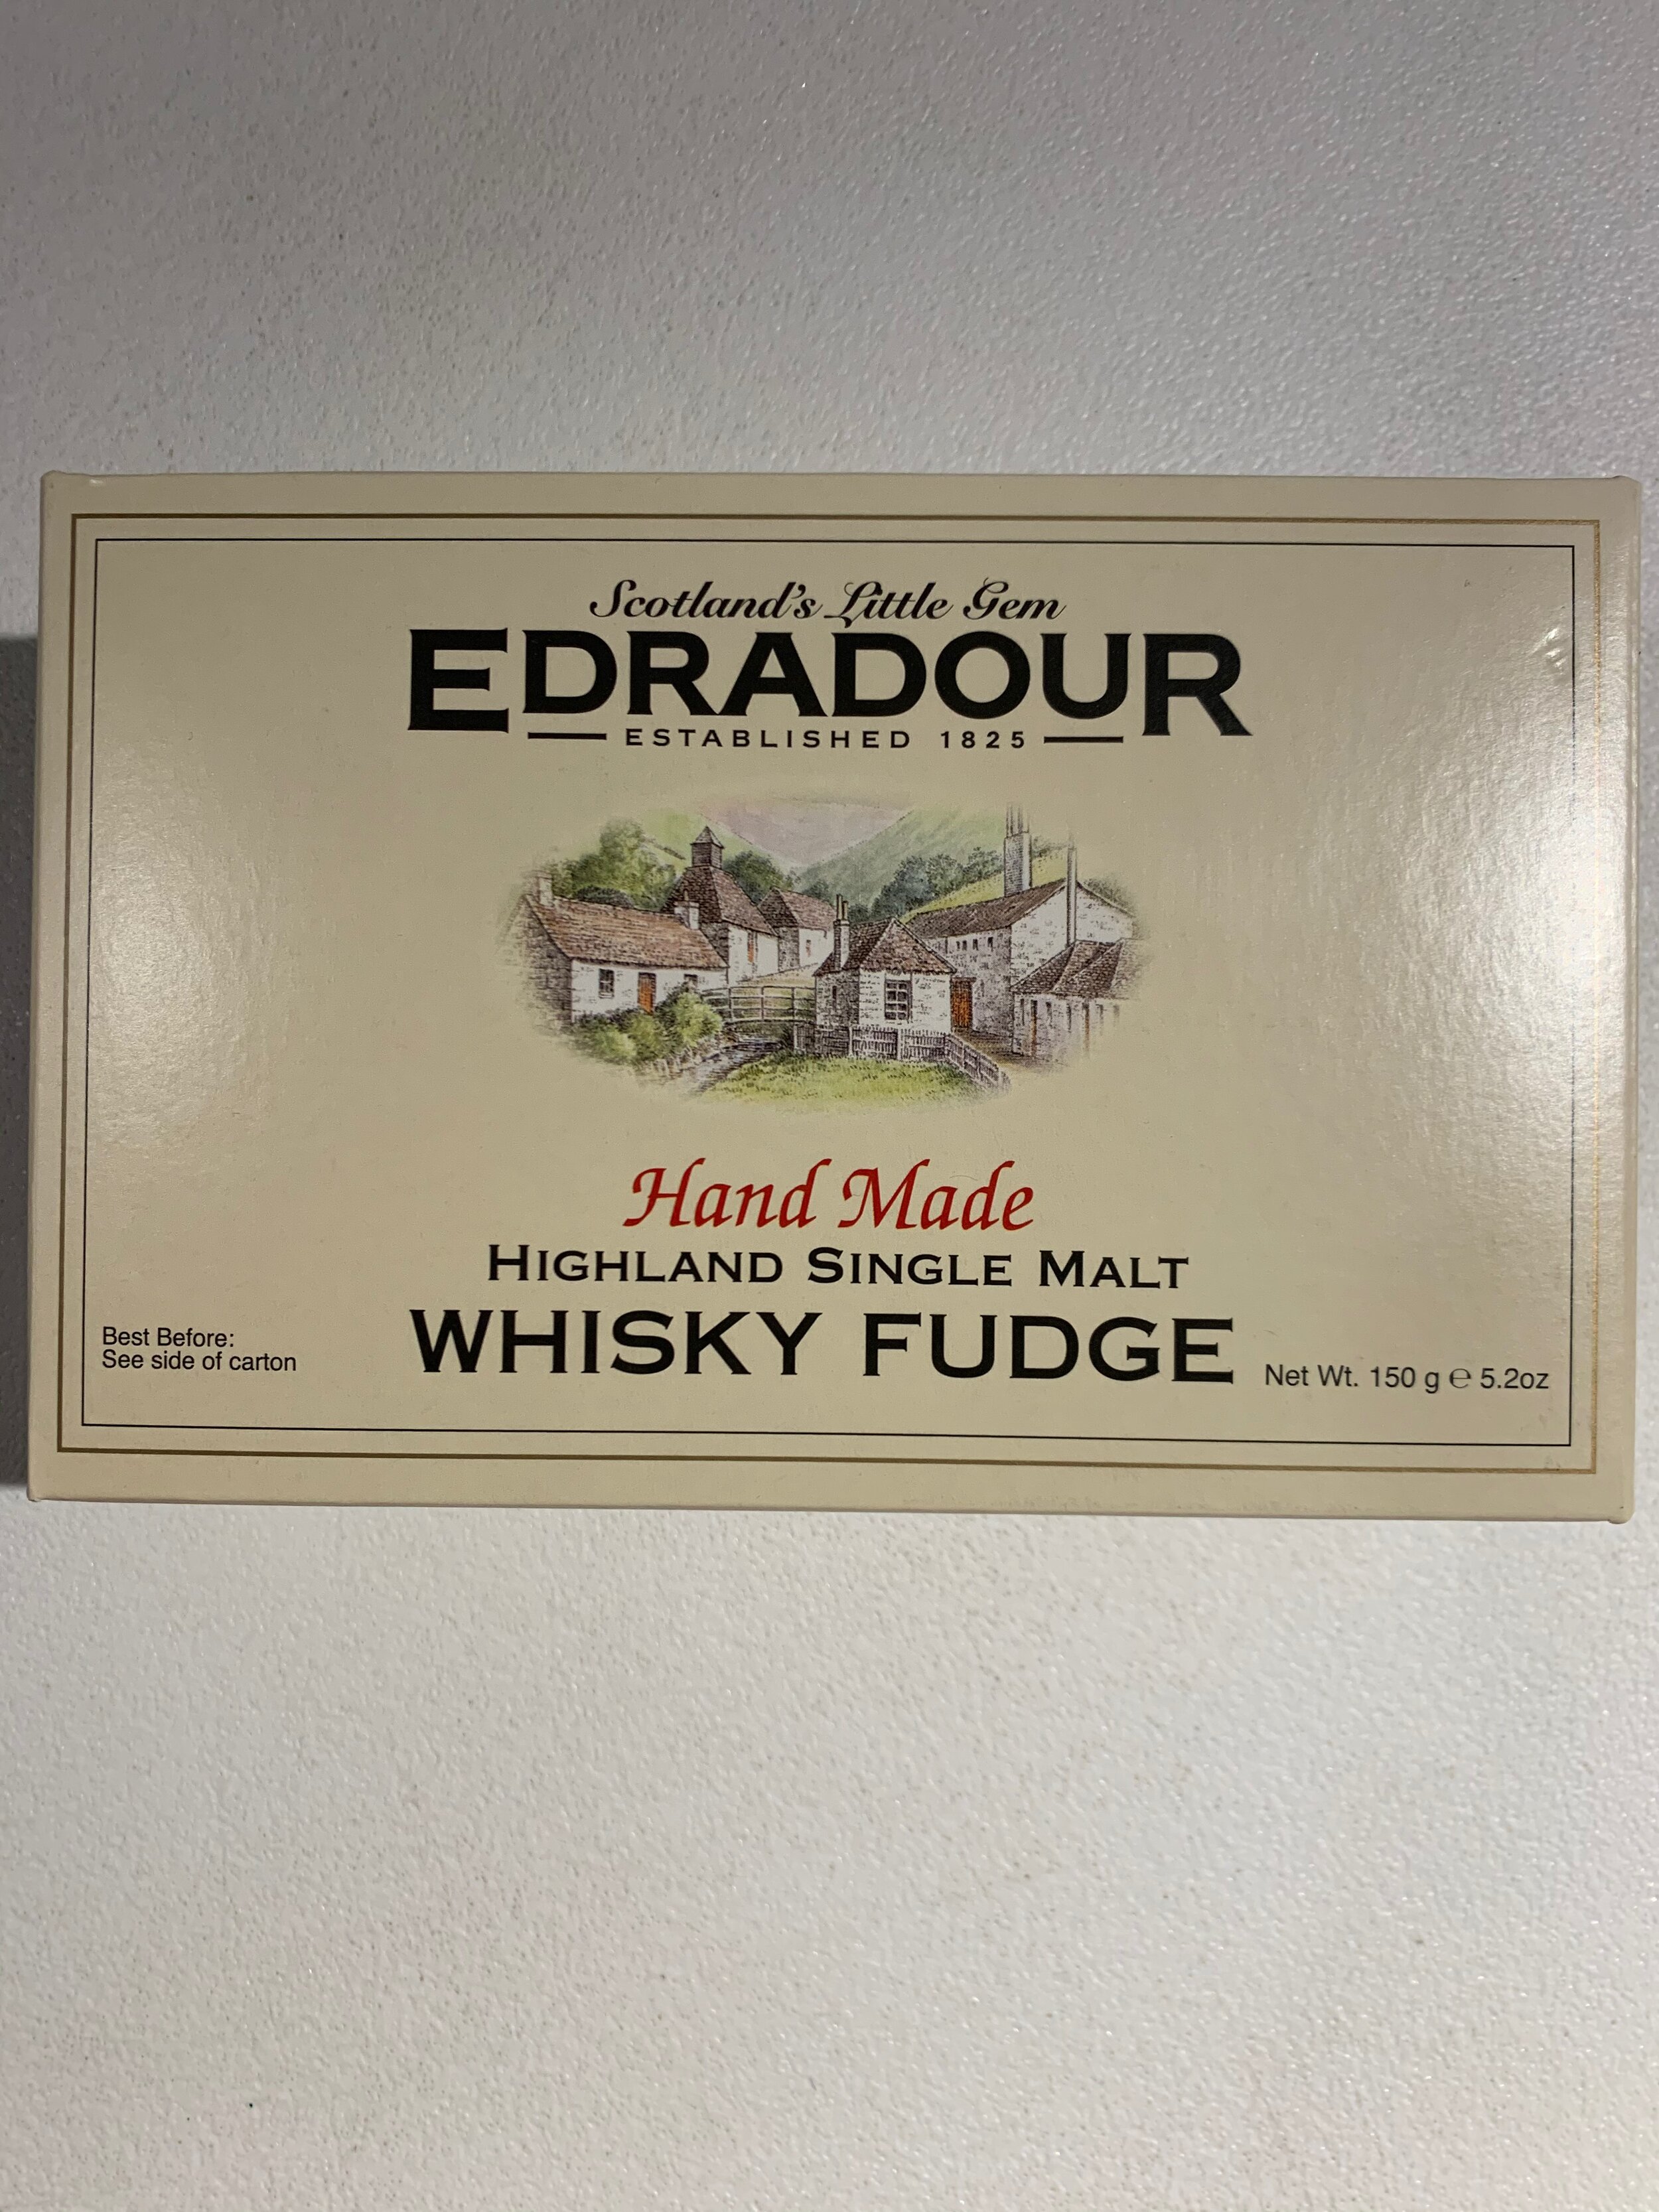 Scotland's Little Gem
EDRADOUR
ESTABLISHED 1825
Hand Made
HIGHLAND SINGLE MALT
WHISKY FUDGE
Best Before:
See side of carton
Net Wt. 150 g ℮ 5.2oz